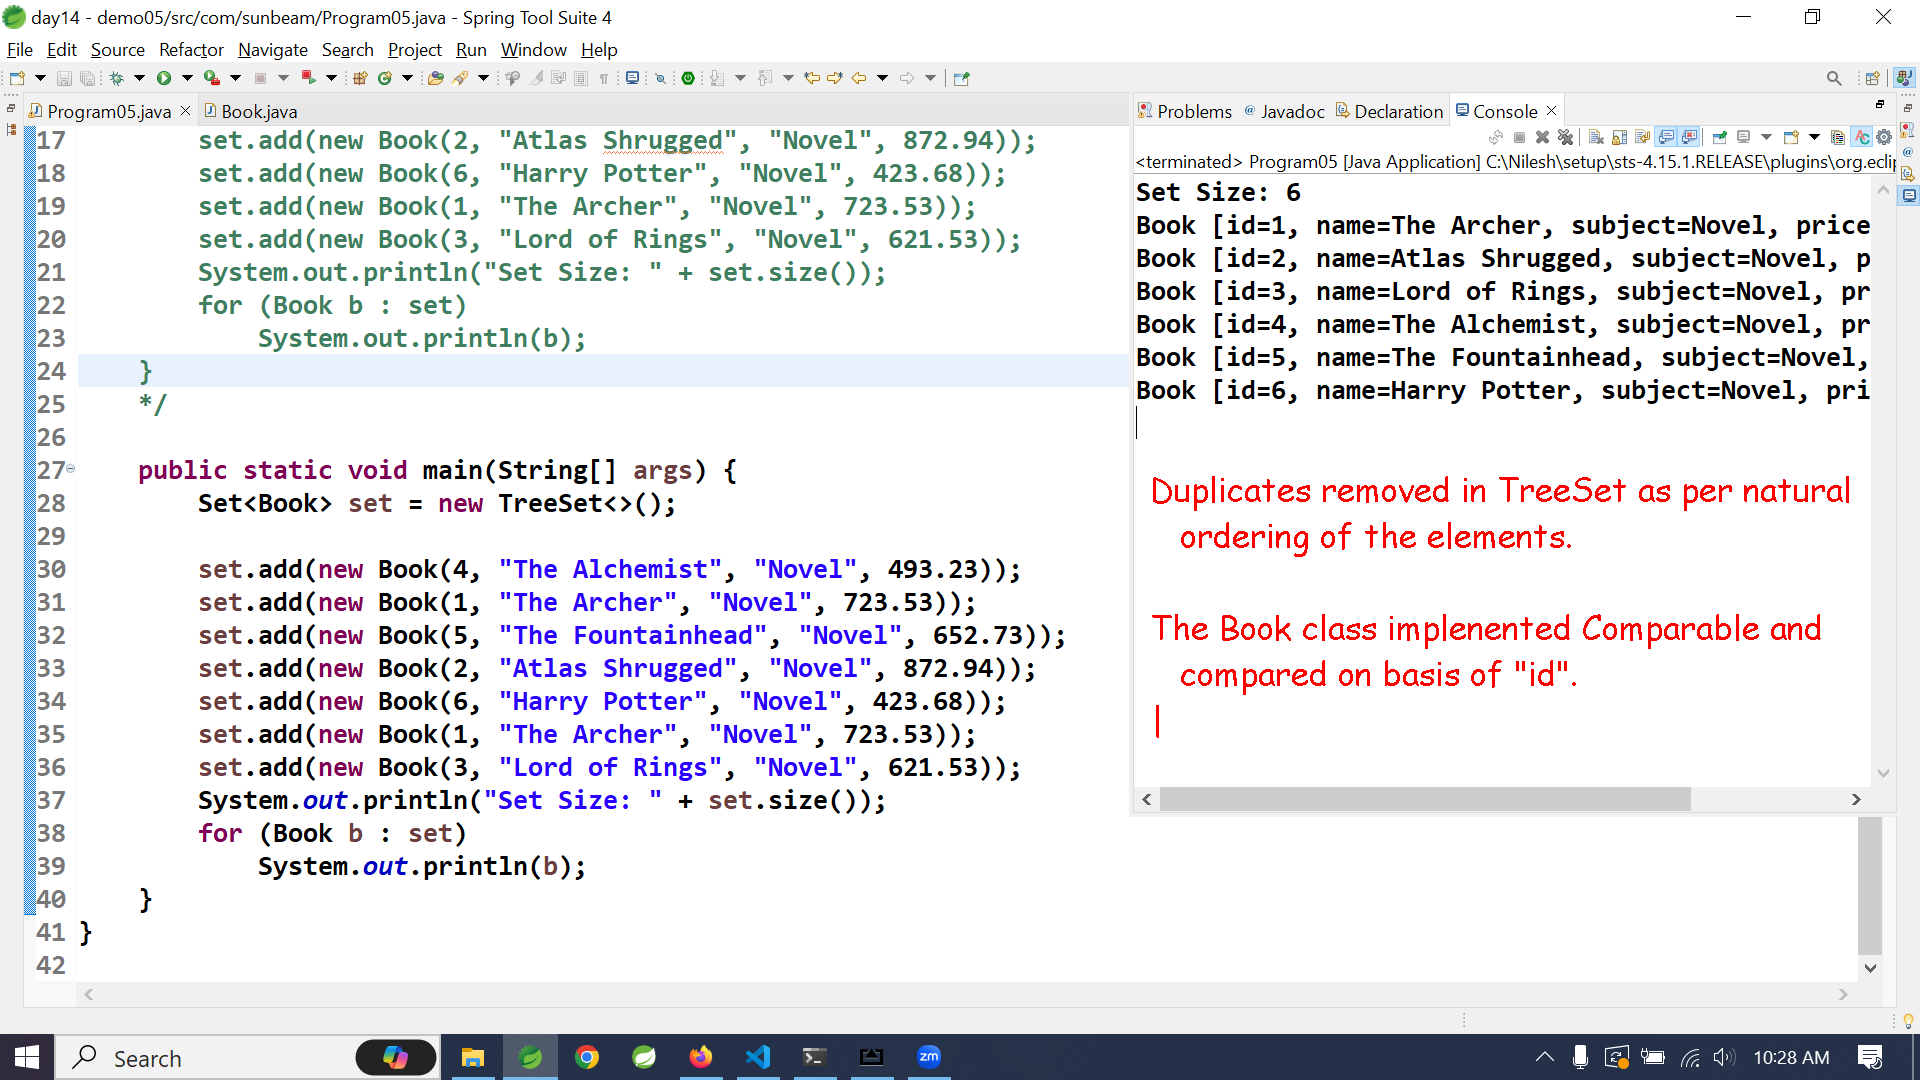 day14 - demo05/src/com/sunbeam/Program05.java - Spring Tool Suite 4
File Edit Source Refactor Navigate Search Project Run Window Help
Program05.java
Book.java
17 set.add(new Book(2, "Atlas Shrugged", "Novel", 872.94));
18 set.add(new Book(6, "Harry Potter", "Novel", 423.68));
19 set.add(new Book(1, "The Archer", "Novel", 723.53));
20 set.add(new Book(3, "Lord of Rings", "Novel", 621.53));
21 System.out.println("Set Size: " + set.size());
22 for (Book b : set)
23 System.out.println(b);
24 }
25 */
26
27 public static void main(String[] args) {
28 Set<Book> set = new TreeSet<>();
29
30 set.add(new Book(4, "The Alchemist", "Novel", 493.23));
31 set.add(new Book(1, "The Archer", "Novel", 723.53));
32 set.add(new Book(5, "The Fountainhead", "Novel", 652.73));
33 set.add(new Book(2, "Atlas Shrugged", "Novel", 872.94));
34 set.add(new Book(6, "Harry Potter", "Novel", 423.68));
35 set.add(new Book(1, "The Archer", "Novel", 723.53));
36 set.add(new Book(3, "Lord of Rings", "Novel", 621.53));
37 System.out.println("Set Size: " + set.size());
38 for (Book b : set)
39 System.out.println(b);
40 }
41 }
42
Problems @ Javadoc Declaration Console
<terminated> Program05 [Java Application] C:\Nilesh\setup\sts-4.15.1.RELEASE\plugins\org.eclip
Set Size: 6
Book [id=1, name=The Archer, subject=Novel, price
Book [id=2, name=Atlas Shrugged, subject=Novel, p
Book [id=3, name=Lord of Rings, subject=Novel, pr
Book [id=4, name=The Alchemist, subject=Novel, pr
Book [id=5, name=The Fountainhead, subject=Novel,
Book [id=6, name=Harry Potter, subject=Novel, pri
Duplicates removed in TreeSet as per natural
ordering of the elements.
The Book class implenented Comparable and
compared on basis of "id".
Search
zm
10:28 AM